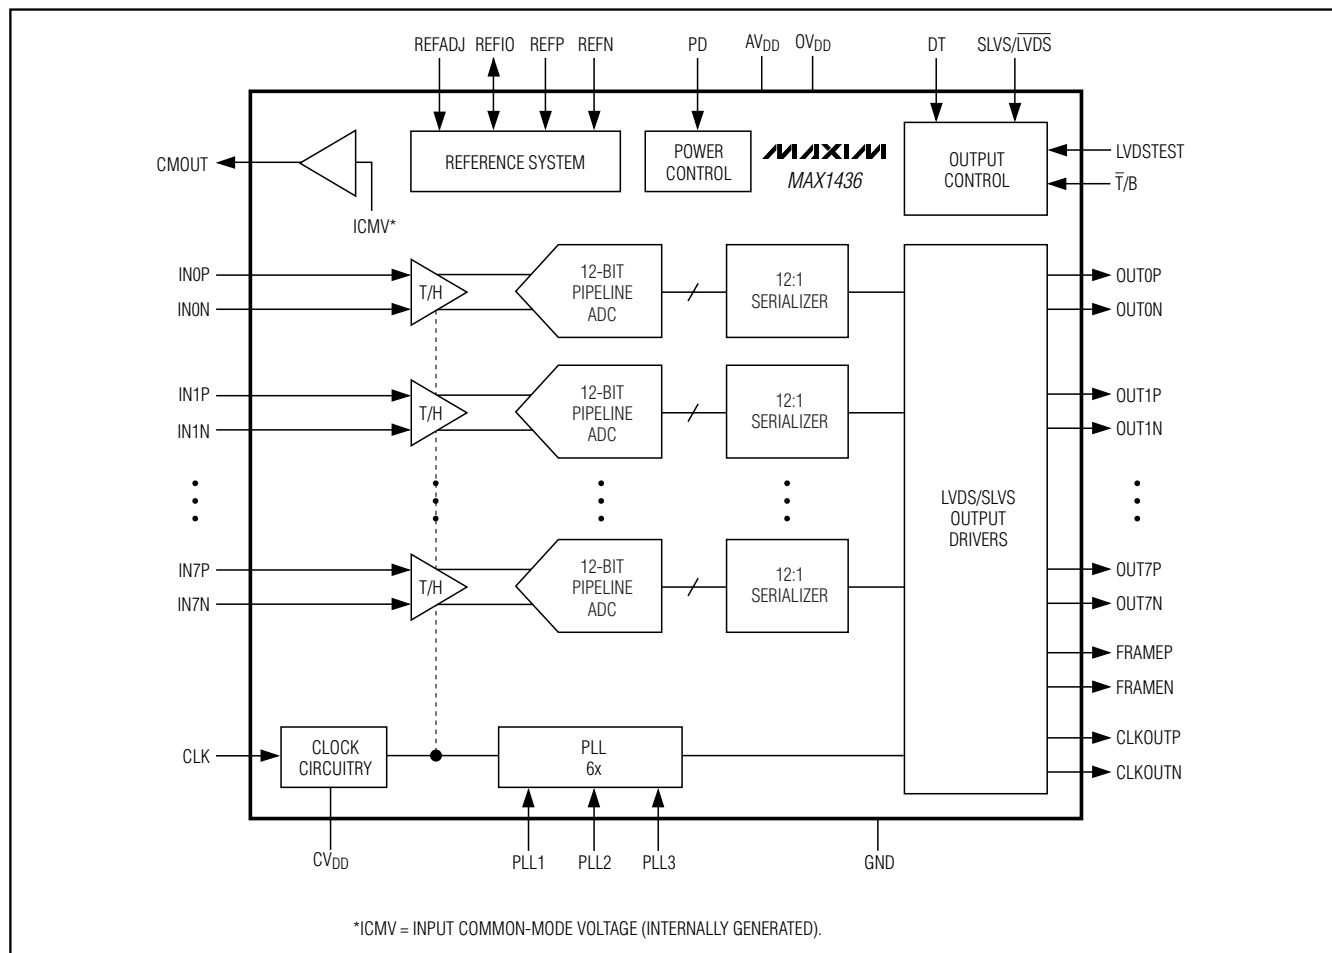 REFADJ REFIO REFP REFN PD AVDD OVDD DT SLVS/L̅V̅D̅S̅
CMOUT
REFERENCE SYSTEM
POWER
CONTROL
MAXIM
MAX1436
OUTPUT
CONTROL
LVDSTEST
T̅/B
ICMV*
IN0P
IN0N
T/H
12-BIT
PIPELINE
ADC
12:1
SERIALIZER
OUT0P
OUT0N
IN1P
IN1N
T/H
12-BIT
PIPELINE
ADC
12:1
SERIALIZER
OUT1P
OUT1N
LVDS/SLVS
OUTPUT
DRIVERS
IN7P
IN7N
T/H
12-BIT
PIPELINE
ADC
12:1
SERIALIZER
OUT7P
OUT7N
FRAMEP
FRAMEN
CLK
CLOCK
CIRCUITRY
PLL
6x
CLKOUTP
CLKOUTN
CVDD PLL1 PLL2 PLL3 GND
*ICMV = INPUT COMMON-MODE VOLTAGE (INTERNALLY GENERATED).